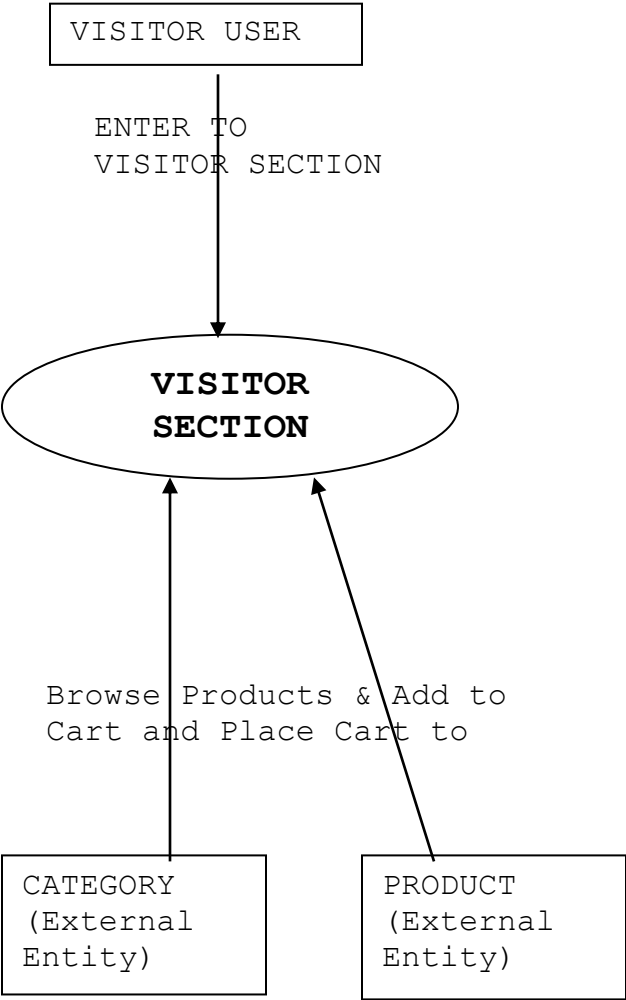 VISITOR USER
ENTER TO
VISITOR SECTION
VISITOR
SECTION
Browse Products & Add to
Cart and Place Cart to
CATEGORY
(External
Entity)
PRODUCT
(External
Entity)